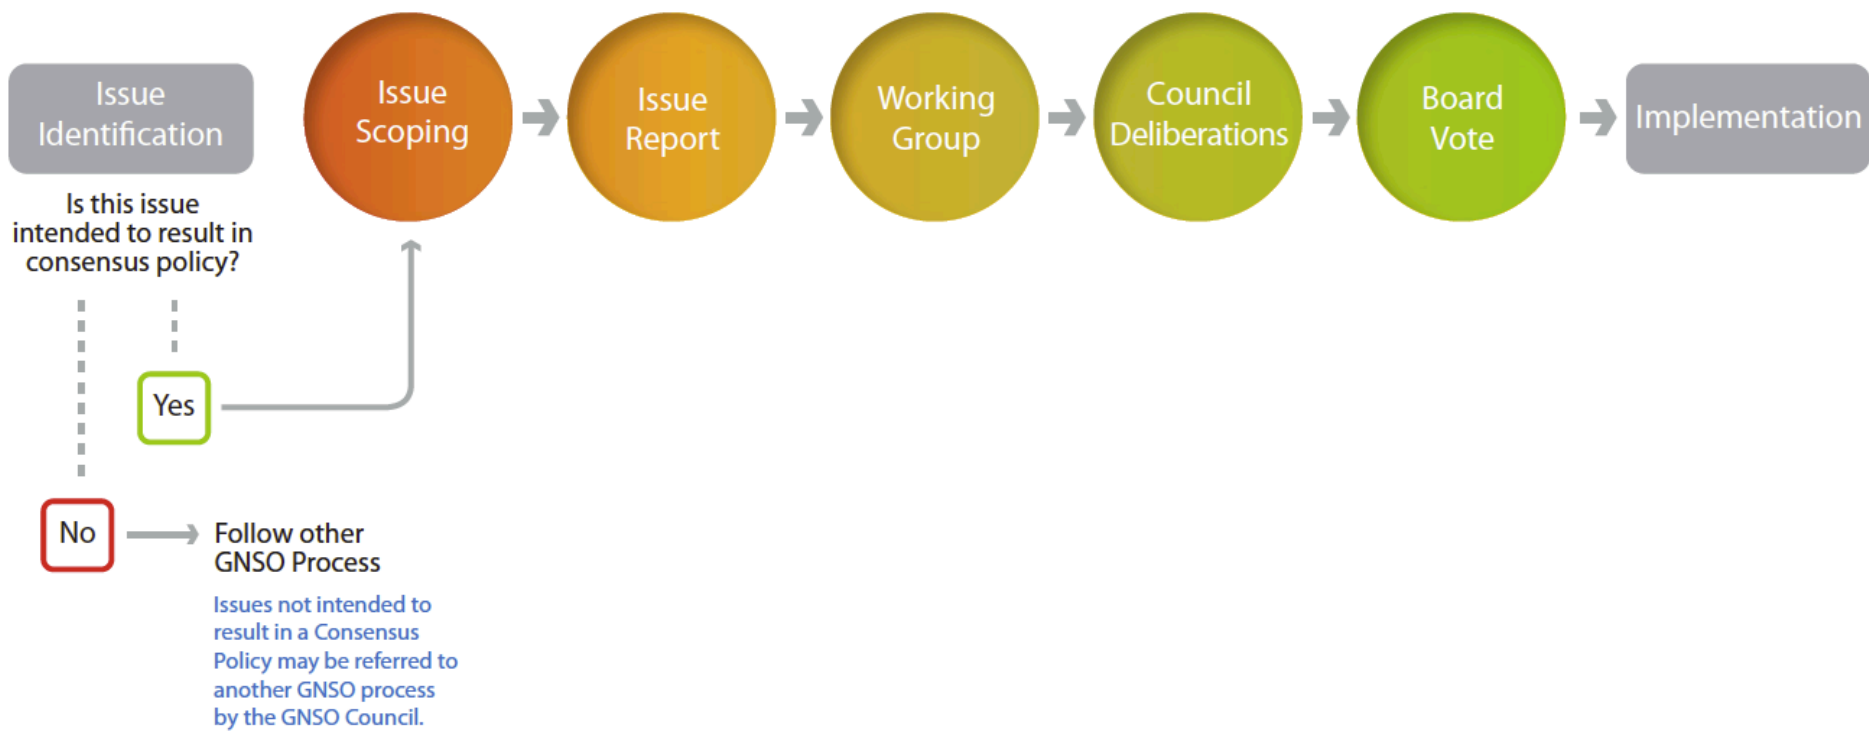 Issue
Identification
Is this issue
intended to result in
consensus policy?
Yes
No
Follow other
GNSO Process
Issues not intended to
result in a Consensus
Policy may be referred to
another GNSO process
by the GNSO Council.
Issue
Scoping
Issue
Report
Working
Group
Council
Deliberations
Board
Vote
Implementation